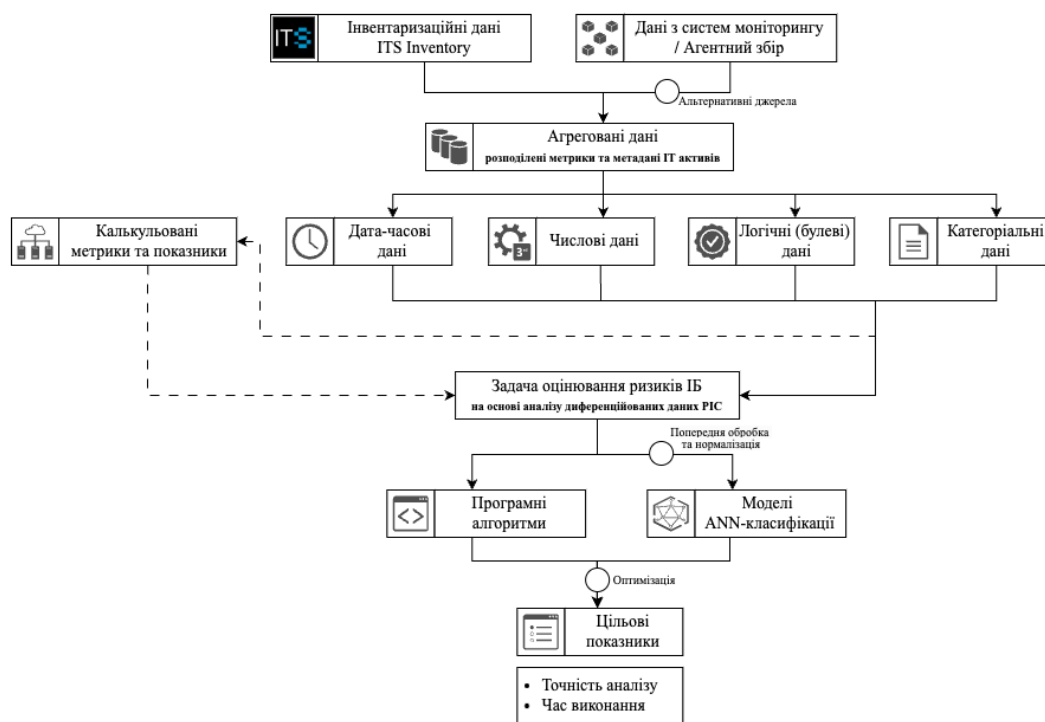 ITS
Інвентаризаційні дані
ITS Inventory
Дані з систем моніторингу
/ Агентний збір
Альтернативні джерела
Агреговані дані
розподілені метрики та метадані ІТ активів
Калькульовані
метрики та показники
Дата-часові
дані
3rd
Числові дані
Логічні (булеві)
дані
Категоріальні
дані
Задача оцінювання ризиків ІБ
на основі аналізу диференційованих даних РІС
Попередня обробка
та нормалізація
Програмні
алгоритми
Моделі
ANN-класифікації
Оптимізація
Цільові
показники
• Точність аналізу
• Час виконання